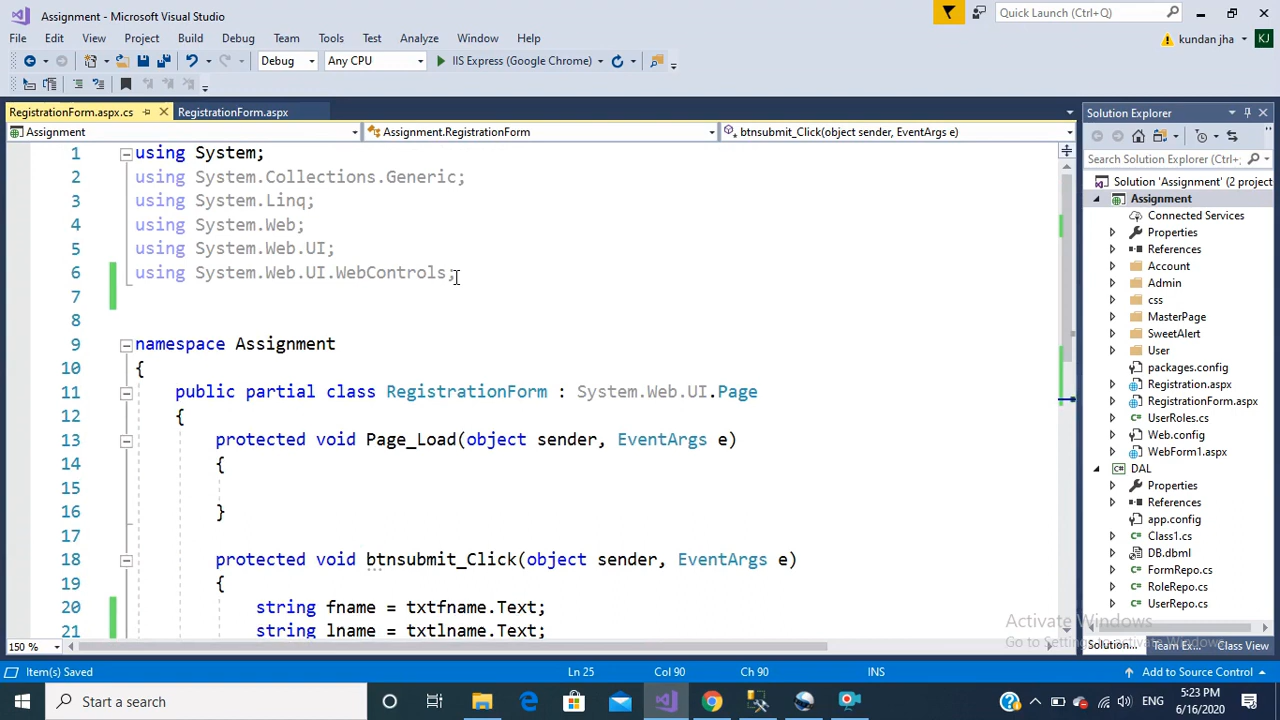 Assignment - Microsoft Visual Studio
Quick Launch (Ctrl+Q)
File Edit View Project Build Debug Team Tools Test Analyze Window Help
kundan jha KJ
Debug Any CPU IIS Express (Google Chrome)
RegistrationForm.aspx.cs RegistrationForm.aspx
Assignment Assignment.RegistrationForm btnsubmit_Click(object sender, EventArgs e)
1 using System;
2 using System.Collections.Generic;
3 using System.Linq;
4 using System.Web;
5 using System.Web.UI;
6 using System.Web.UI.WebControls;
7
8
9 namespace Assignment
10 {
11 public partial class RegistrationForm : System.Web.UI.Page
12 {
13 protected void Page_Load(object sender, EventArgs e)
14 {
15
16 }
17
18 protected void btnsubmit_Click(object sender, EventArgs e)
19 {
20 string fname = txtfname.Text;
21 string lname = txtlname.Text;
150 %
Solution Explorer
Search Solution Explorer (Ctrl+;
Solution 'Assignment' (2 project
Assignment
Connected Services
Properties
References
Account
Admin
css
MasterPage
SweetAlert
User
packages.config
Registration.aspx
RegistrationForm.aspx
UserRoles.cs
Web.config
WebForm1.aspx
DAL
Properties
References
app.config
Class1.cs
DB.dbml
FormRepo.cs
RoleRepo.cs
UserRepo.cs
Activate Windows
Go to Settings to activate Windows.
Solution... Team Ex... Class View
Item(s) Saved Ln 25 Col 90 Ch 90 INS Add to Source Control
Start a search
ENG
5:23 PM
6/16/2020